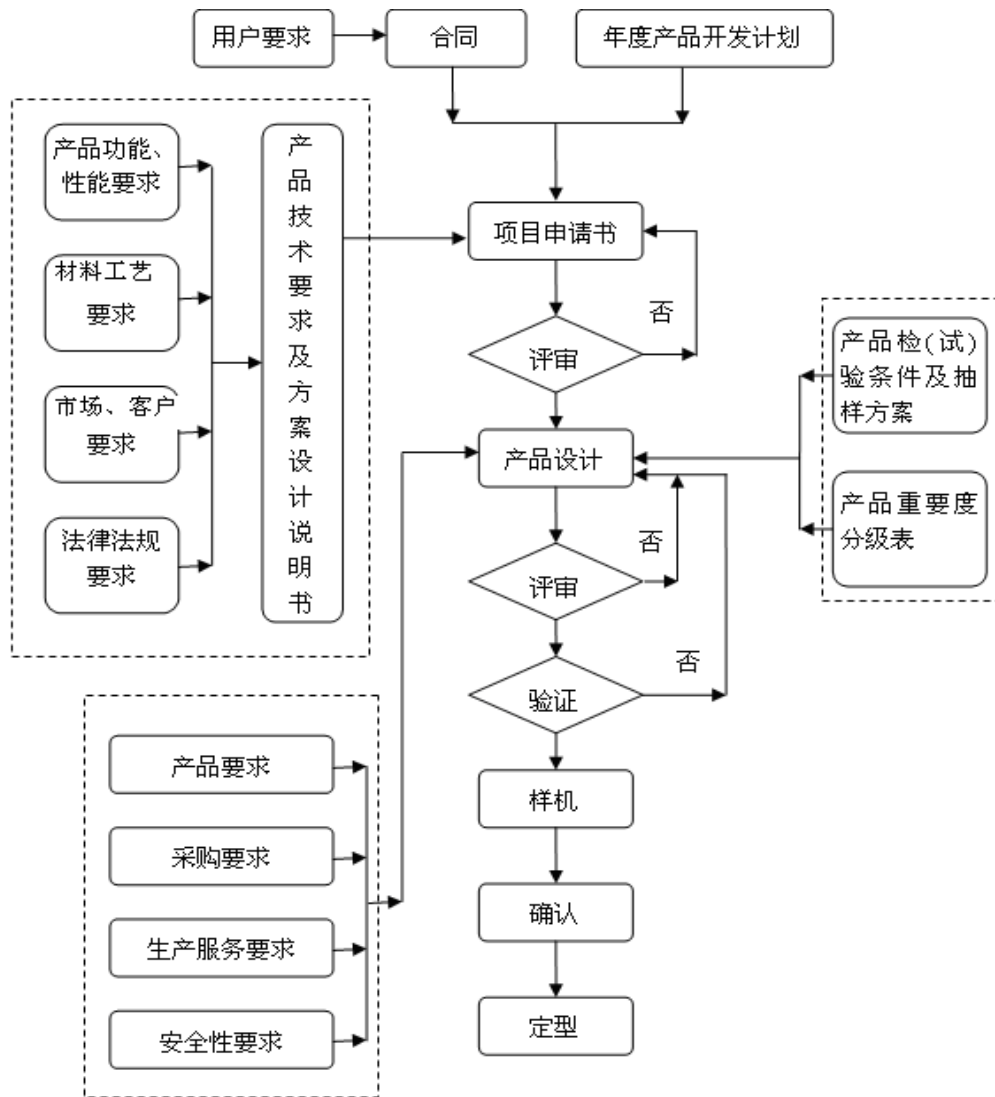 用户要求
合同
年度产品开发计划
产品功能、
性能要求
材料工艺
要求
市场、客户
要求
法律法规
要求
产品技术要求及方案设计说明书
项目申请书
否
评审
产品设计
否
评审
否
验证
样机
确认
定型
产品检(试)
验条件及抽
样方案
产品重要度
分级表
产品要求
采购要求
生产服务要求
安全性要求